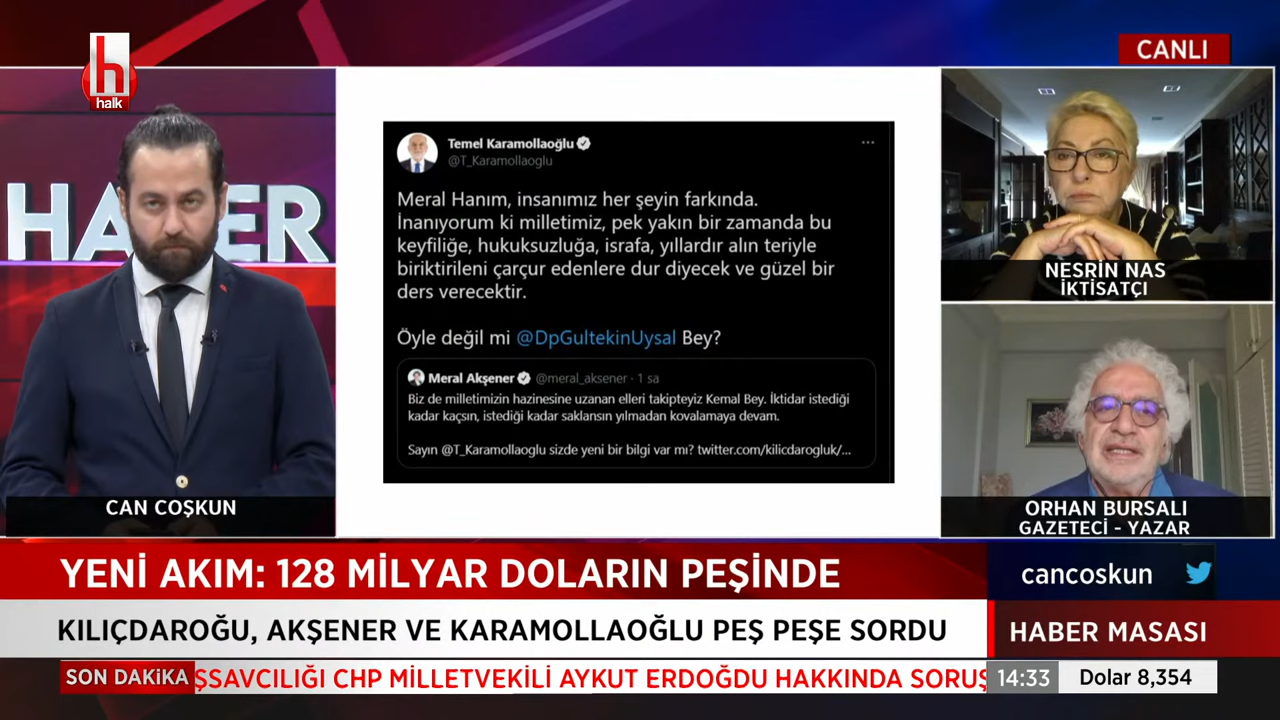 h
halk
CANLI
HABER
CAN COŞKUN
Temel Karamollaoğlu
@T_Karamollaoglu
Meral Hanım, insanımız her şeyin farkında.
İnanıyorum ki milletimiz, pek yakın bir zamanda bu
keyfiliğe, hukuksuzluğa, israfa, yıllardır alın teriyle
biriktirileni çarçur edenlere dur diyecek ve güzel bir
ders verecektir.
Öyle değil mi @DpGultekinUysal Bey?
Meral Akşener @meral_aksener · 1 sa
Biz de milletimizin hazinesine uzanan elleri takipteyiz Kemal Bey. İktidar istediği
kadar kaçsın, istediği kadar saklansın yılmadan kovalamaya devam.
Sayın @T_Karamollaoglu sizde yeni bir bilgi var mı? twitter.com/kilicdarogluk/...
NESRİN NAS
İKTİSATÇI
ORHAN BURSALI
GAZETECİ - YAZAR
YENİ AKIM: 128 MİLYAR DOLARIN PEŞİNDE
cancoskun
KILIÇDAROĞU, AKŞENER VE KARAMOLLAOĞLU PEŞ PEŞE SORDU
HABER MASASI
SON DAKİKA
ŞSAVCILIĞI CHP MİLLETVEKİLİ AYKUT ERDOĞDU HAKKINDA SORUŞ
14:33
Dolar 8,354